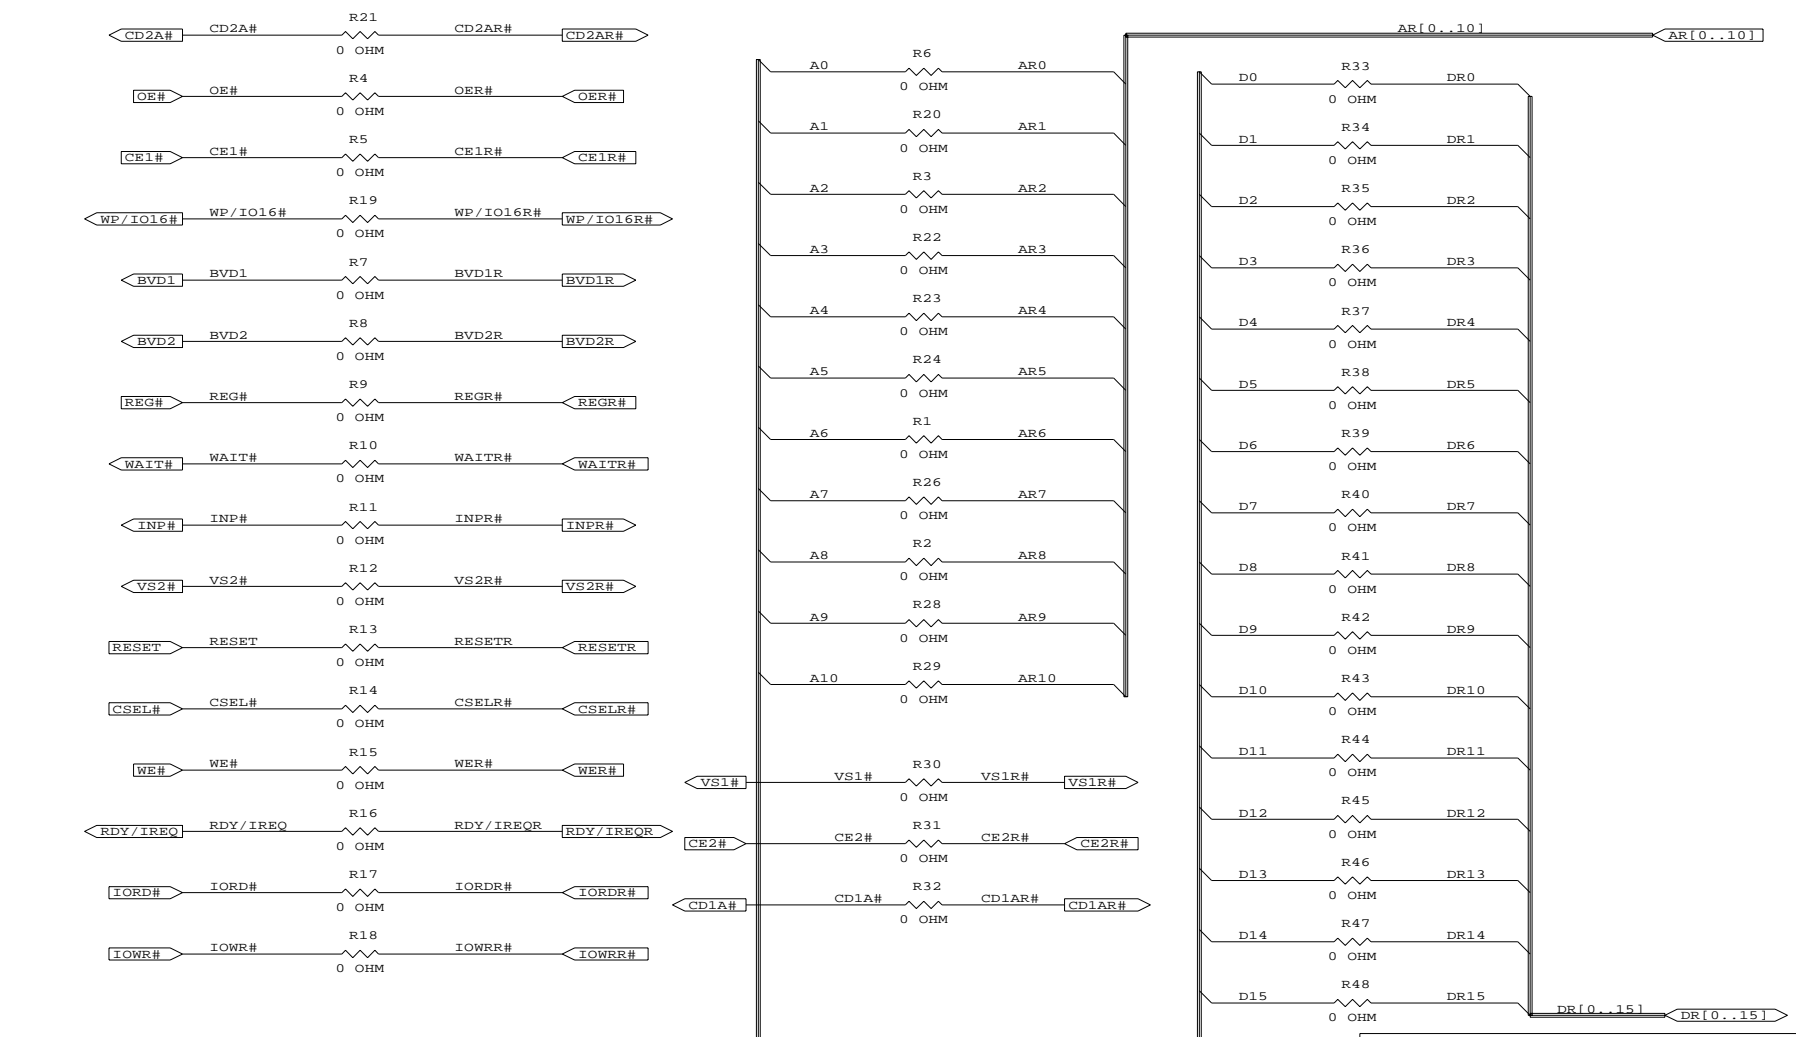 R21
CD2A# CD2A# CD2AR# CD2AR#
0 OHM
R4
OE# OE# OER# OER#
0 OHM
R5
CE1# CE1# CE1R# CE1R#
0 OHM
R19
WP/IO16# WP/IO16# WP/IO16R# WP/IO16R#
0 OHM
R7
BVD1 BVD1 BVD1R BVD1R
0 OHM
R8
BVD2 BVD2 BVD2R BVD2R
0 OHM
R9
REG# REG# REGR# REGR#
0 OHM
R10
WAIT# WAIT# WAITR# WAITR#
0 OHM
R11
INP# INP# INPR# INPR#
0 OHM
R12
VS2# VS2# VS2R# VS2R#
0 OHM
R13
RESET RESET RESETR RESETR
0 OHM
R14
CSEL# CSEL# CSELR# CSELR#
0 OHM
R15
WE# WE# WER# WER#
0 OHM
R16
RDY/IREQ RDY/IREQ RDY/IREQR RDY/IREQR
0 OHM
R17
IORD# IORD# IORDR# IORDR#
0 OHM
R18
IOWR# IOWR# IOWRR# IOWRR#
0 OHM
AR[0..10] AR[0..10]
R6
A0 AR0
0 OHM
R20
A1 AR1
0 OHM
R3
A2 AR2
0 OHM
R22
A3 AR3
0 OHM
R23
A4 AR4
0 OHM
R24
A5 AR5
0 OHM
R1
A6 AR6
0 OHM
R26
A7 AR7
0 OHM
R2
A8 AR8
0 OHM
R28
A9 AR9
0 OHM
R29
A10 AR10
0 OHM
R30
VS1# VS1# VS1R# VS1R#
0 OHM
R31
CE2# CE2# CE2R# CE2R#
0 OHM
R32
CD1A# CD1A# CD1AR# CD1AR#
0 OHM
R33
D0 DR0
0 OHM
R34
D1 DR1
0 OHM
R35
D2 DR2
0 OHM
R36
D3 DR3
0 OHM
R37
D4 DR4
0 OHM
R38
D5 DR5
0 OHM
R39
D6 DR6
0 OHM
R40
D7 DR7
0 OHM
R41
D8 DR8
0 OHM
R42
D9 DR9
0 OHM
R43
D10 DR10
0 OHM
R44
D11 DR11
0 OHM
R45
D12 DR12
0 OHM
R46
D13 DR13
0 OHM
R47
D14 DR14
0 OHM
R48
D15 DR15
0 OHM
DR[0..15] DR[0..15]